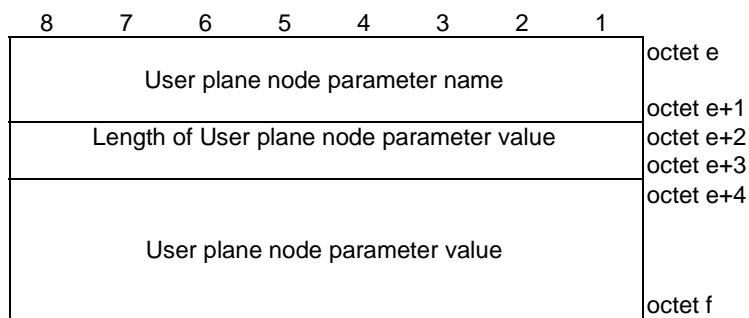 8 7 6 5 4 3 2 1
octet e
User plane node parameter name
octet e+1
Length of User plane node parameter value octet e+2
octet e+3
octet e+4
User plane node parameter value
octet f